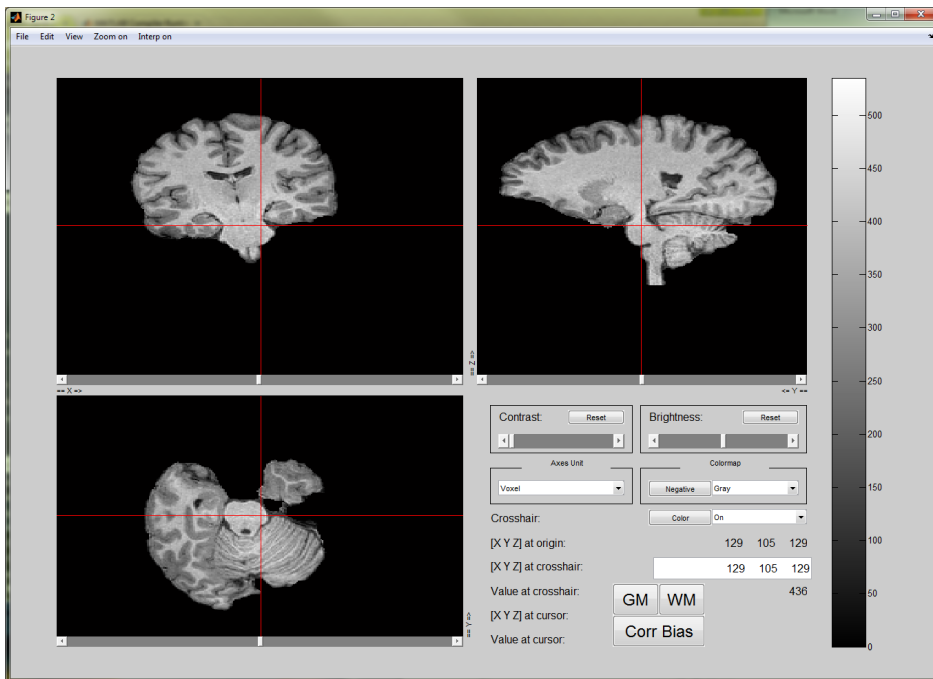 Figure 2
File Edit View Zoom on Interp on
500
450
400
350
300
250
200
150
100
50
0
== Z =>
== X =>
<= Y ==
Contrast: Reset
Brightness: Reset
Axes Unit
Voxel
Colormap
Negative Gray
Crosshair: Color On
[X Y Z] at origin: 129 105 129
[X Y Z] at crosshair: 129 105 129
Value at crosshair: 436
[X Y Z] at cursor:
Value at cursor:
GM WM
Corr Bias
== Y =>